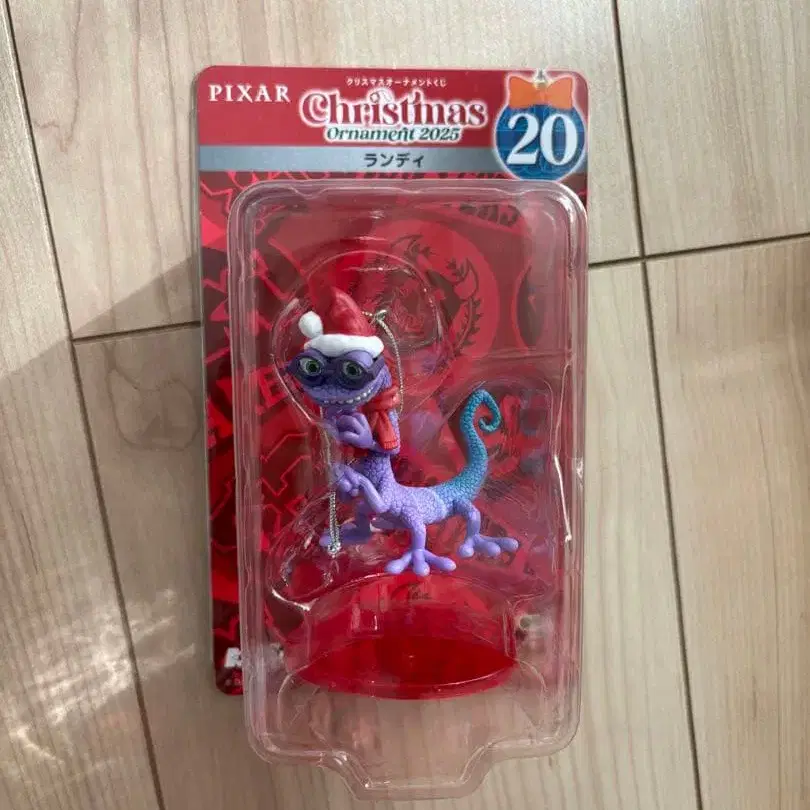 PIXAR
クリスマスオーナメントくじ
Christmas
Ornament 2025
20
ランディ